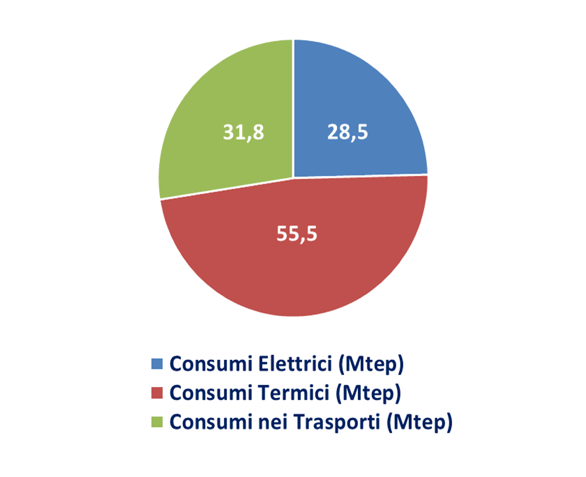 31,8
28,5
55,5
Consumi Elettrici (Mtep)
Consumi Termici (Mtep)
Consumi nei Trasporti (Mtep)